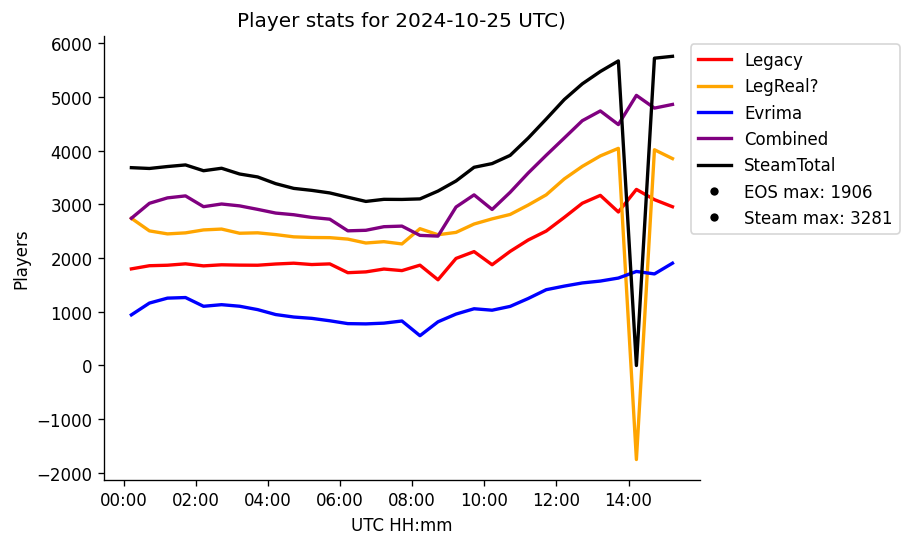 Player stats for 2024-10-25 UTC)
6000
5000
4000
3000
2000
1000
0
−1000
−2000
Players
00:00 02:00 04:00 06:00 08:00 10:00 12:00 14:00
UTC HH:mm
Legacy
LegReal?
Evrima
Combined
SteamTotal
EOS max: 1906
Steam max: 3281